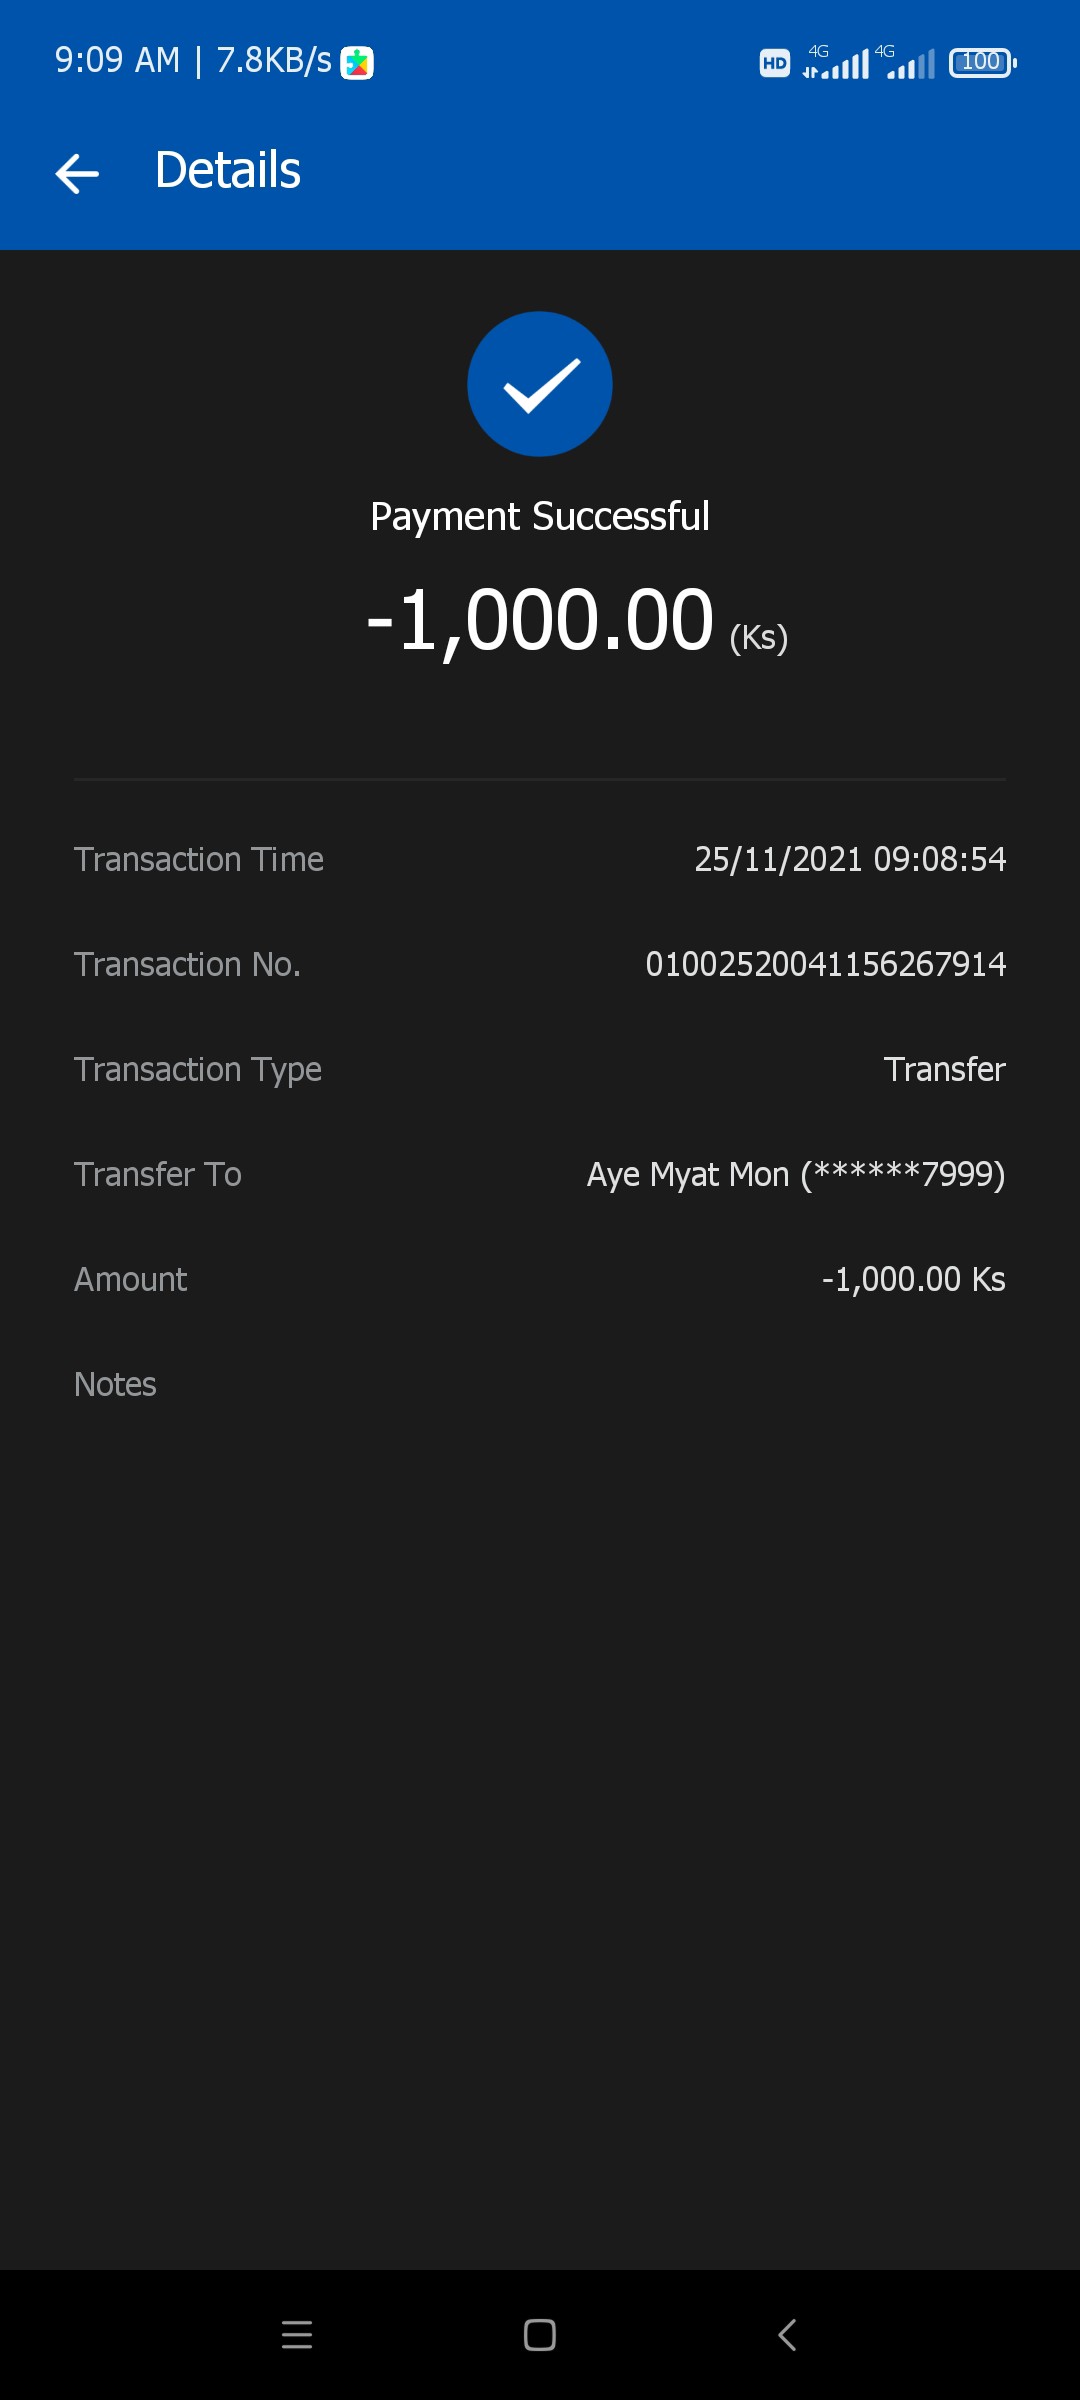 9:09 AM | 7.8KB/s HD 4G 4G 100
Details
Payment Successful
-1,000.00 (Ks)
Transaction Time 25/11/2021 09:08:54
Transaction No. 01002520041156267914
Transaction Type Transfer
Transfer To Aye Myat Mon (******7999)
Amount -1,000.00 Ks
Notes